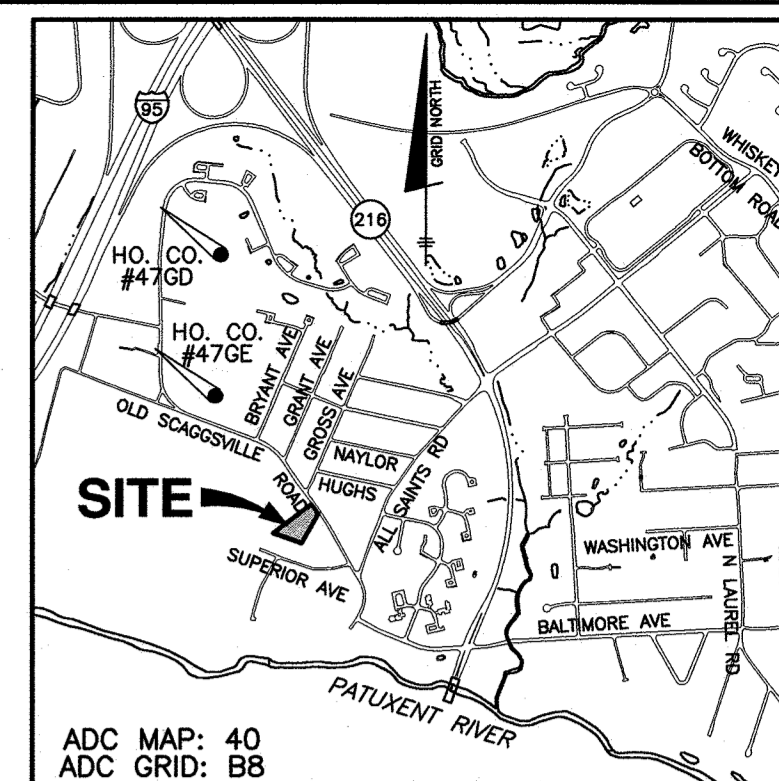 95
GRID NORTH
WHISKEY
BOTTOM ROAD
216
HO. CO.
#47GD
HO. CO.
#47GE
BRYANT AVE
GRANT AVE
GROSS AVE
OLD SCAGGSVILLE
ROAD
NAYLOR
HUGHS
ALL SAINTS RD
SITE
SUPERIOR AVE
WASHINGTON AVE
N LAUREL RD
BALTIMORE AVE
PATUXENT RIVER
ADC MAP: 40
ADC GRID: B8